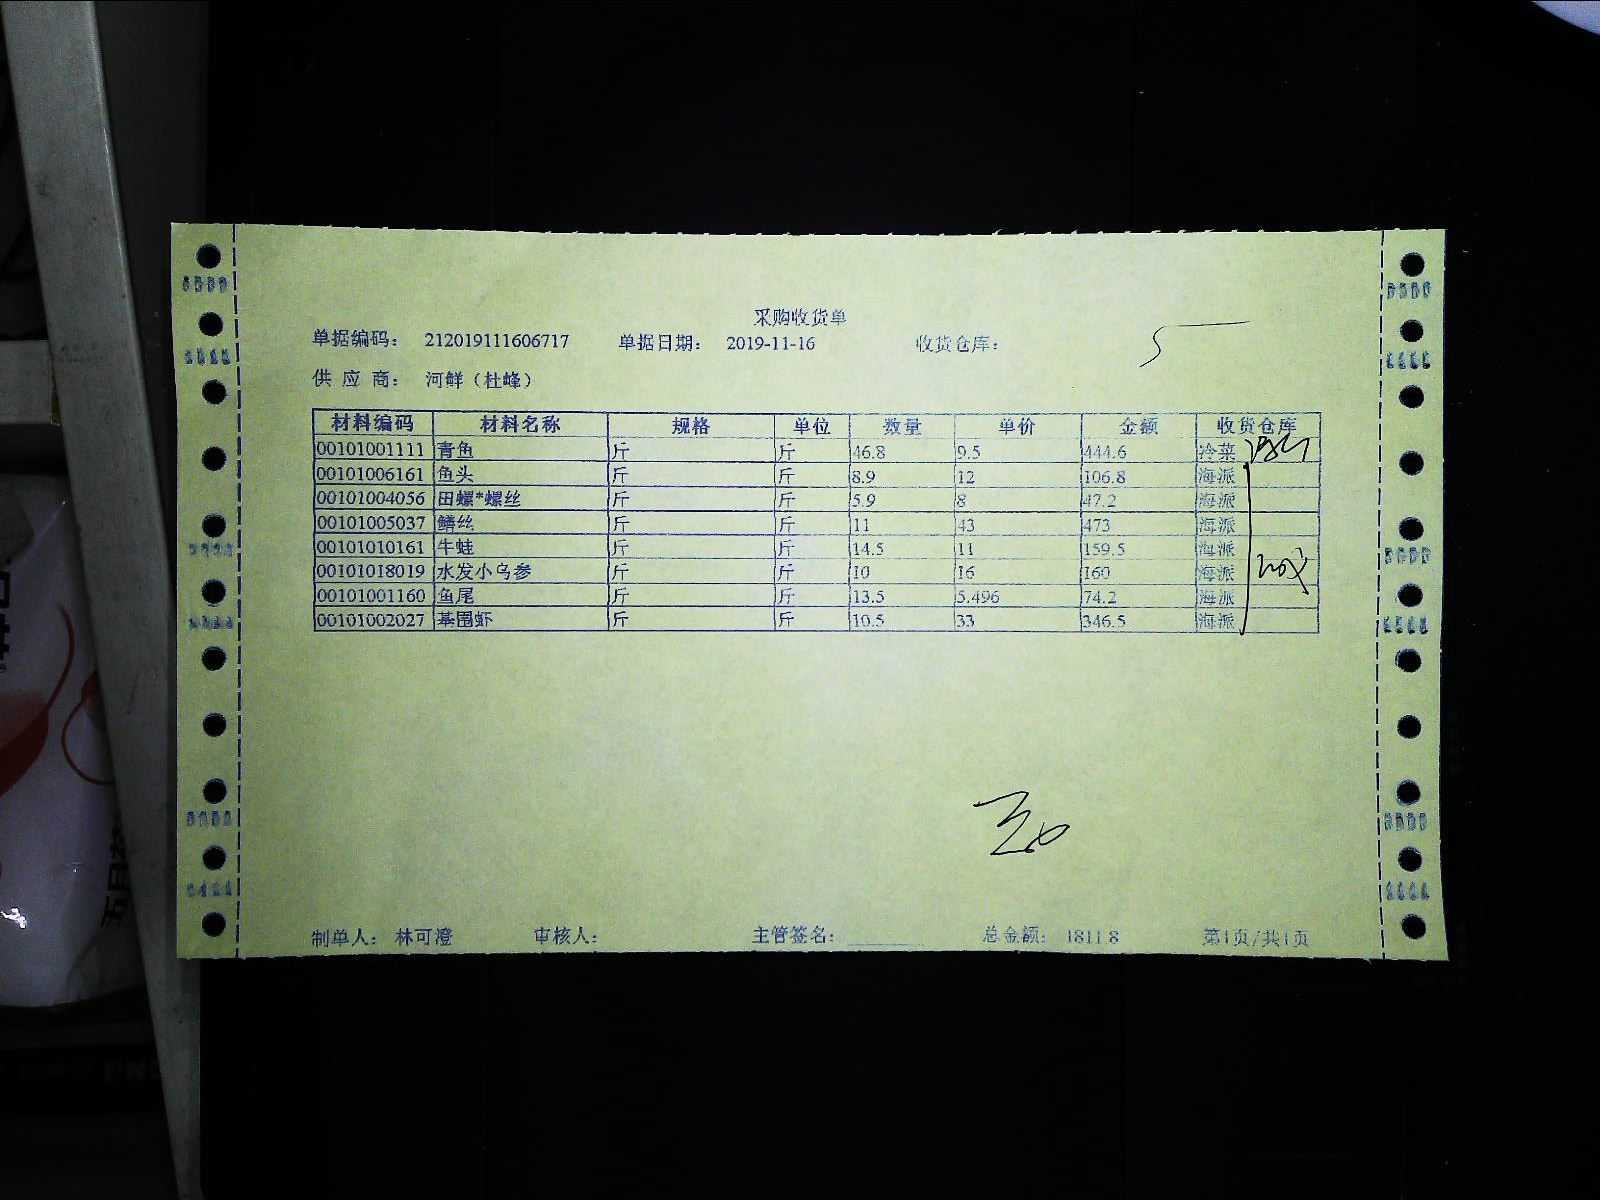 采购收货单
单据编码： 212019111606717 单据日期： 2019-11-16 收货仓库：
供 应 商： 河鲜（杜峰）
材料编码 材料名称 规格 单位 数量 单价 金额 收货仓库
00101001111 青鱼 斤 斤 46.8 9.5 444.6 冷菜
00101006161 鱼头 斤 斤 8.9 12 106.8 海派
00101004056 田螺*螺丝 斤 斤 5.9 8 47.2 海派
00101005037 鳝丝 斤 斤 11 43 473 海派
00101010161 牛蛙 斤 斤 14.5 11 159.5 海派
00101018019 水发小乌参 斤 斤 10 16 160 海派
00101001160 鱼尾 斤 斤 13.5 5.496 74.2 海派
00101002027 基围虾 斤 斤 10.5 33 346.5 海派
制单人： 林可澄 审核人： 主管签名： 总金额： 1811.8 第1页/共1页